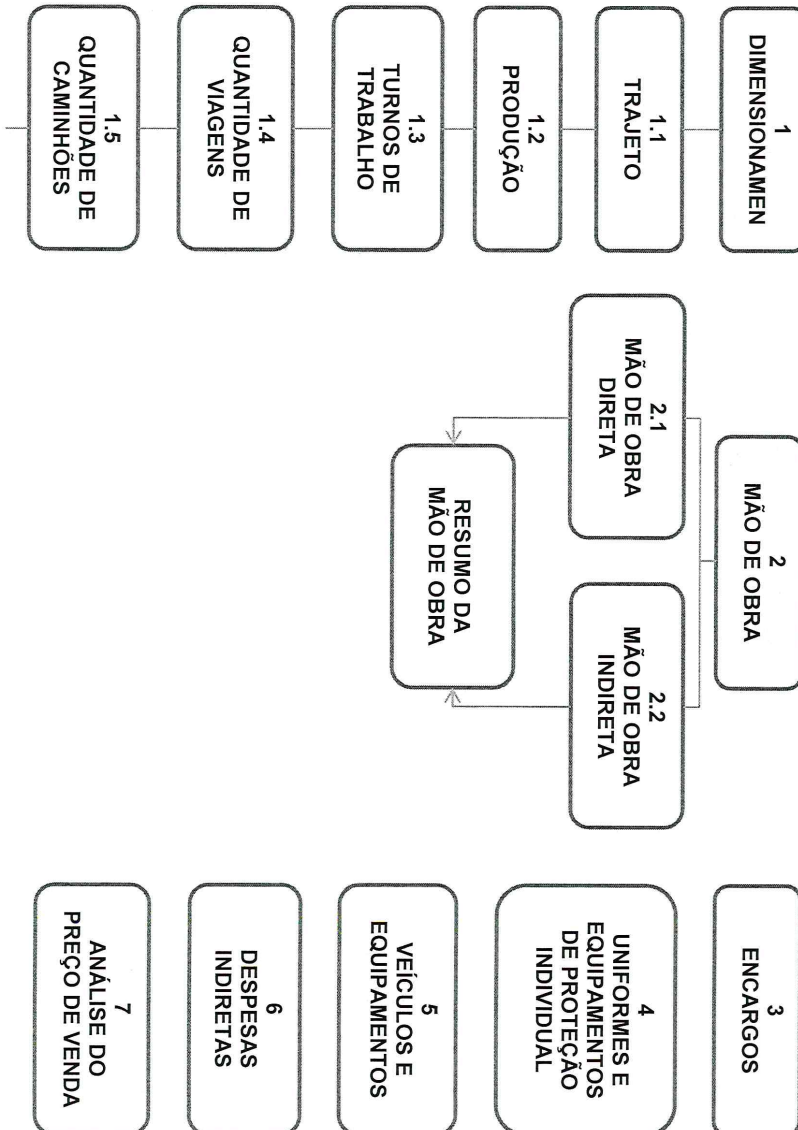 1
DIMENSIONAMEN
1.1
TRAJETO
1.2
PRODUÇÃO
1.3
TURNOS DE
TRABALHO
1.4
QUANTIDADE DE
VIAGENS
1.5
QUANTIDADE DE
CAMINHÕES
2
MÃO DE OBRA
2.1
MÃO DE OBRA
DIRETA
2.2
MÃO DE OBRA
INDIRETA
RESUMO DA
MÃO DE OBRA
3
ENCARGOS
4
UNIFORMES E
EQUIPAMENTOS
DE PROTEÇÃO
INDIVIDUAL
5
VEÍCULOS E
EQUIPAMENTOS
6
DESPESAS
INDIRETAS
7
ANÁLISE DO
PREÇO DE VENDA